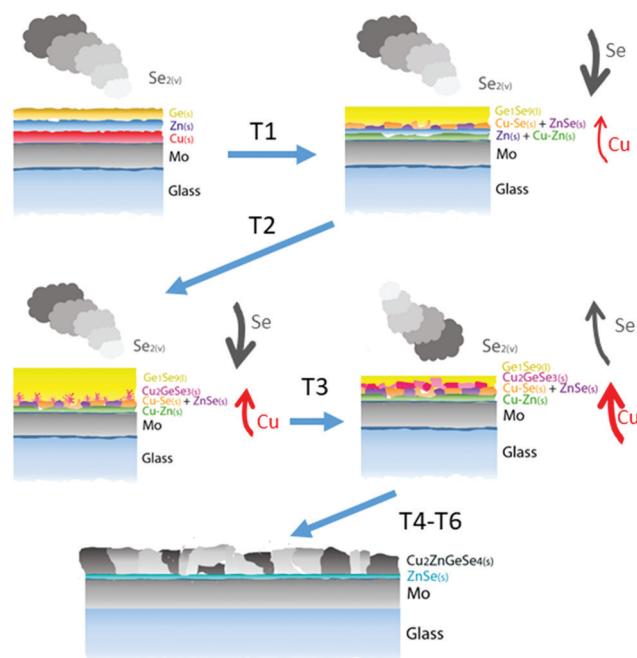 Se2(v)
Ge(s)
Zn(s)
Cu(s)
Mo
Glass
T1
Se2(v)
Ge1Se9(l)
Cu-Se(s) + ZnSe(s)
Zn(s) + Cu-Zn(s)
Mo
Glass
Se
Cu
T2
Se2(v)
Ge1Se9(l)
Cu2GeSe3(s)
Cu-Se(s) + ZnSe(s)
Cu-Zn(s)
Mo
Glass
Se
Cu
T3
Se2(v)
Ge1Se9(l)
Cu2GeSe3(s)
Cu-Se(s) + ZnSe(s)
Cu-Zn(s)
Mo
Glass
Se
Cu
T4-T6
Cu2ZnGeSe4(s)
ZnSe(s)
Mo
Glass